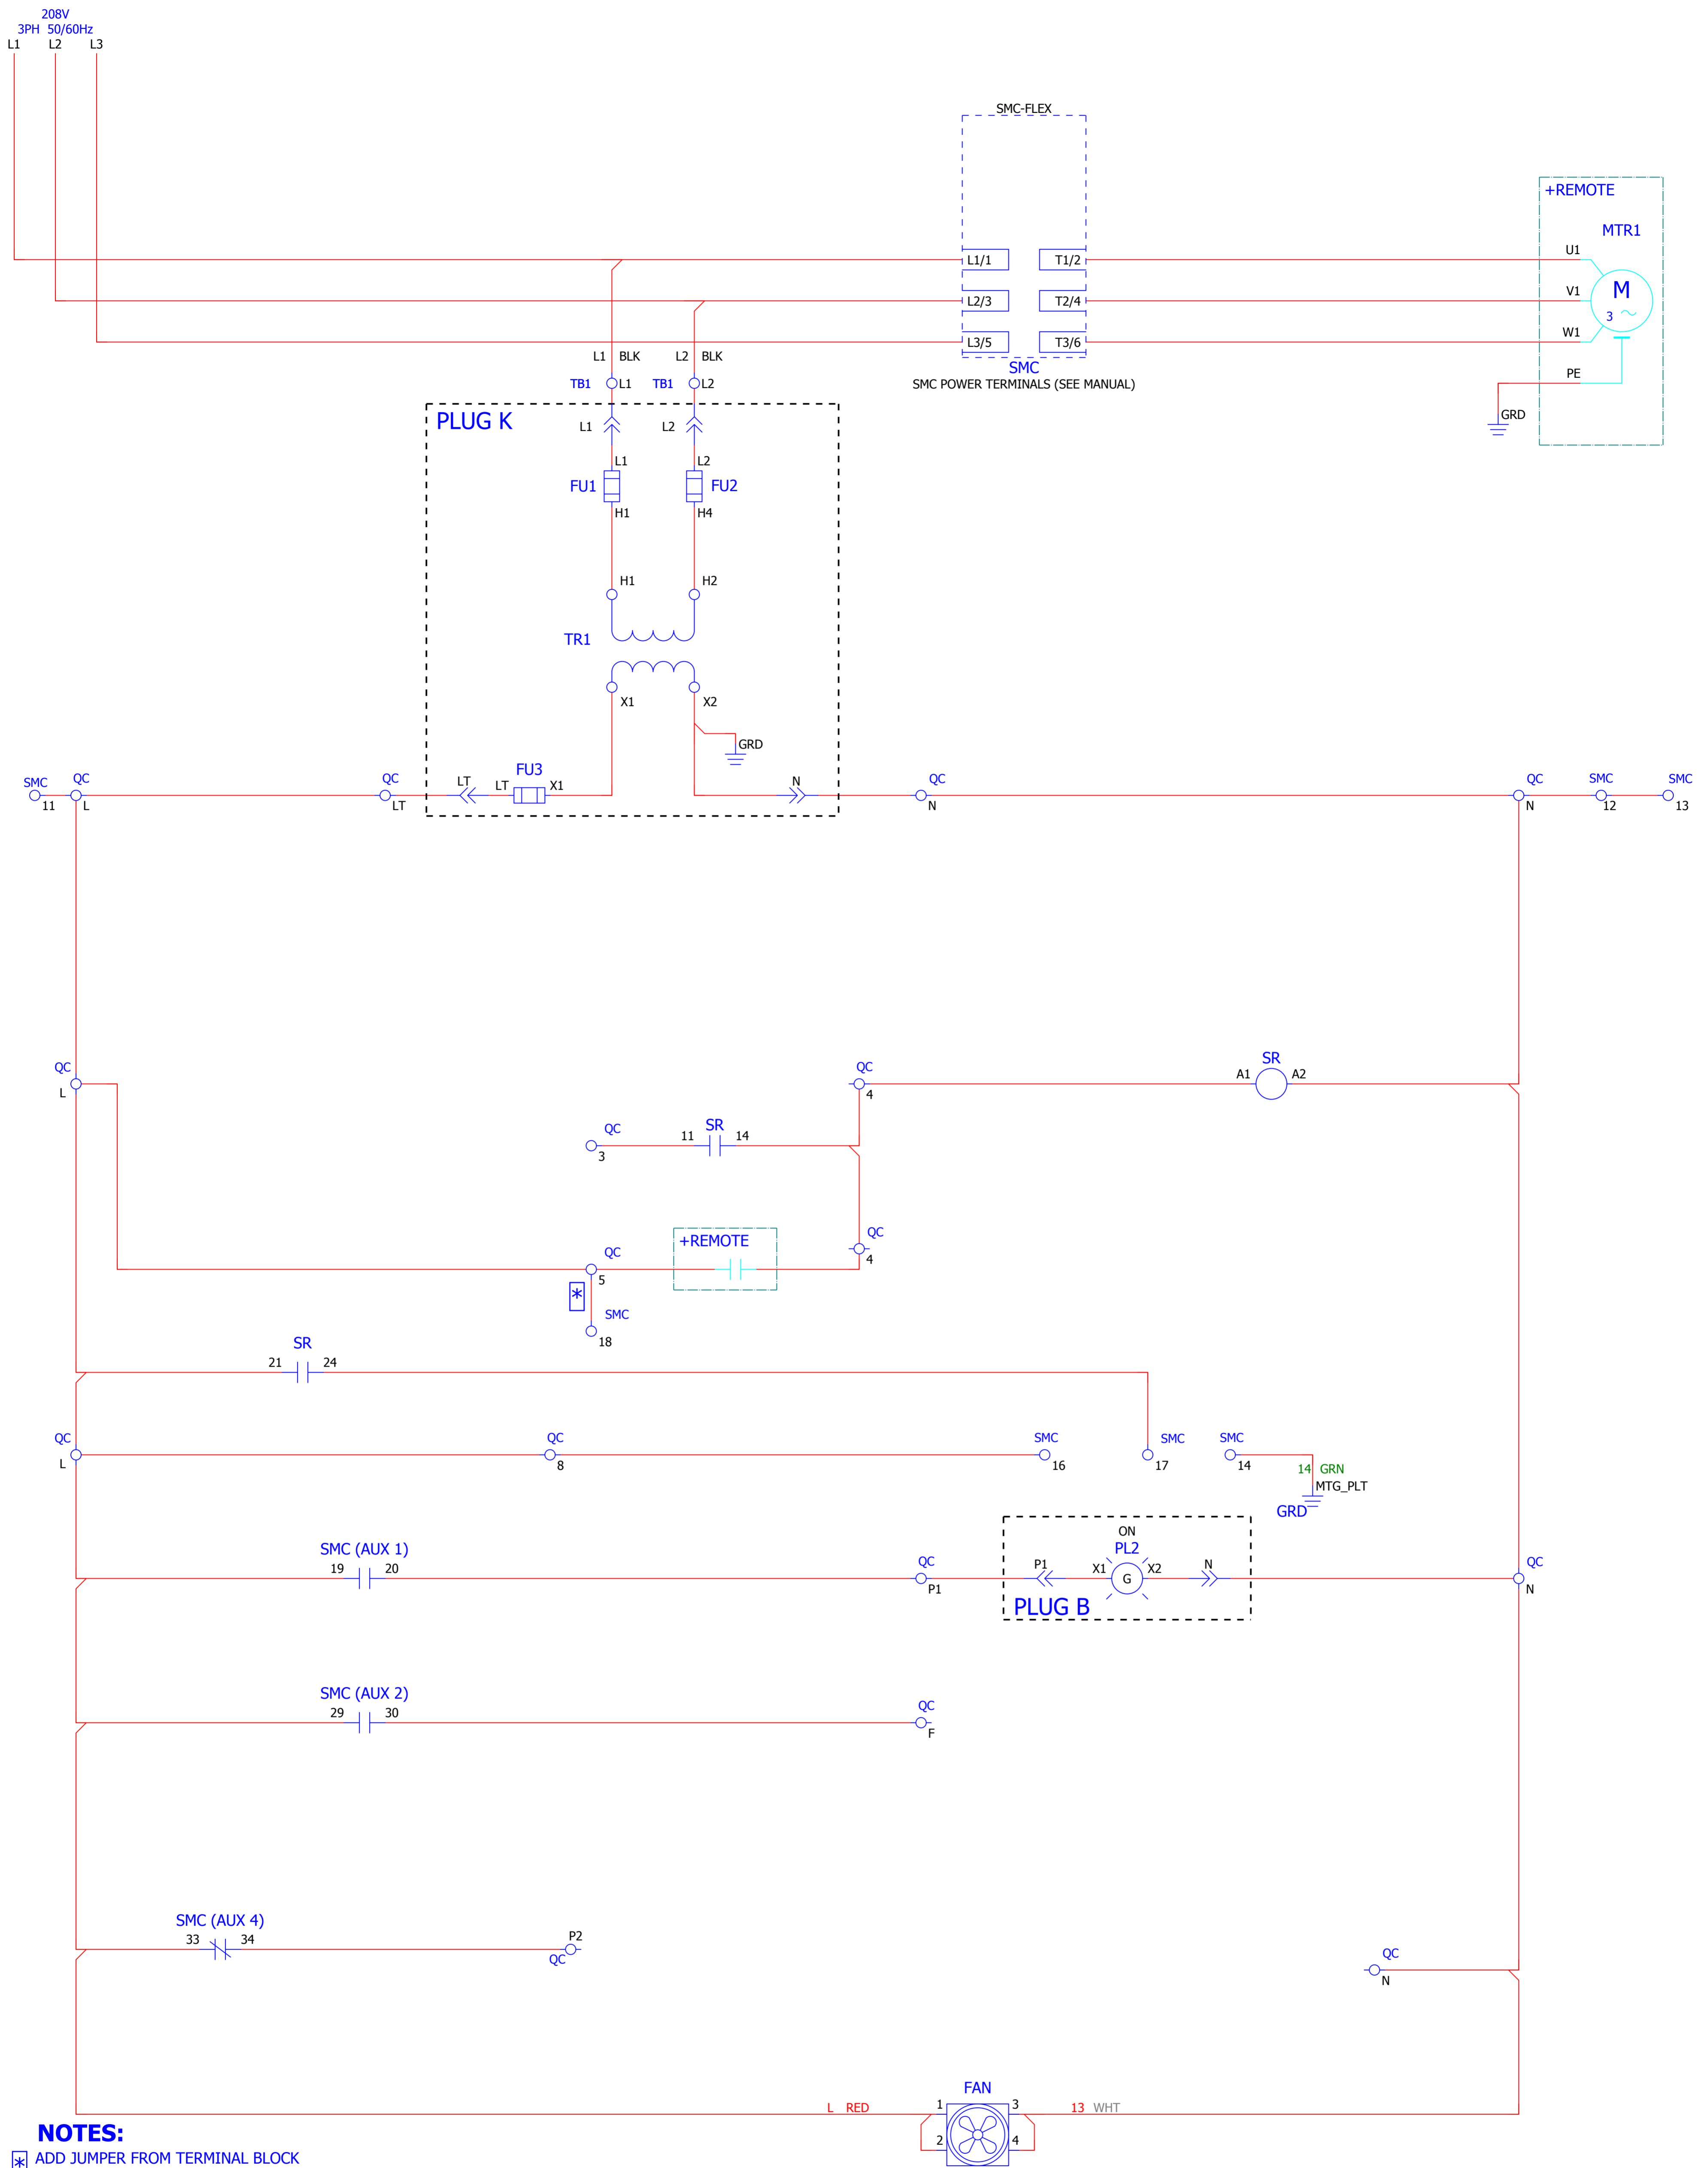 208V
3PH 50/60Hz
L1 L2 L3
SMC-FLEX
+REMOTE
MTR1
U1
L1/1 T1/2
M
3
V1
L2/3 T2/4
W1
L3/5 T3/6
L1 BLK L2 BLK
SMC
SMC POWER TERMINALS (SEE MANUAL)
PE
TB1 L1 TB1 L2
GRD
PLUG K
L1 L2
L1 L2
FU1 FU2
H1 H4
H1 H2
TR1
X1 X2
GRD
FU3
SMC QC QC LT LT X1 N QC QC SMC SMC
11 L LT N N 12 13
QC QC SR
L 4 A1 A2
QC SR
3 11 14
QC
4
+REMOTE
QC
5
*
SMC
18
SR
21 24
QC QC SMC SMC SMC
L 8 16 17 14
14 GRN
MTG_PLT
GRD
ON
SMC (AUX 1) PL2
19 20 QC P1 X1 G X2 N QC
P1 N
PLUG B
SMC (AUX 2)
29 30 QC
F
SMC (AUX 4)
33 34 P2
QC
QC
N
FAN
L RED 1 3 13 WHT
2 4
NOTES:
* ADD JUMPER FROM TERMINAL BLOCK